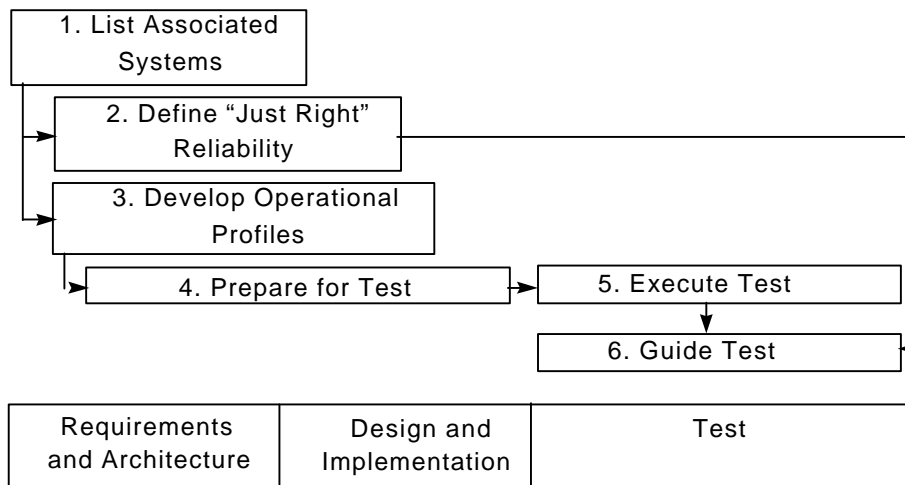 1. List Associated
Systems
2. Define “Just Right”
Reliability
3. Develop Operational
Profiles
4. Prepare for Test
5. Execute Test
6. Guide Test
Requirements
and Architecture
Design and
Implementation
Test